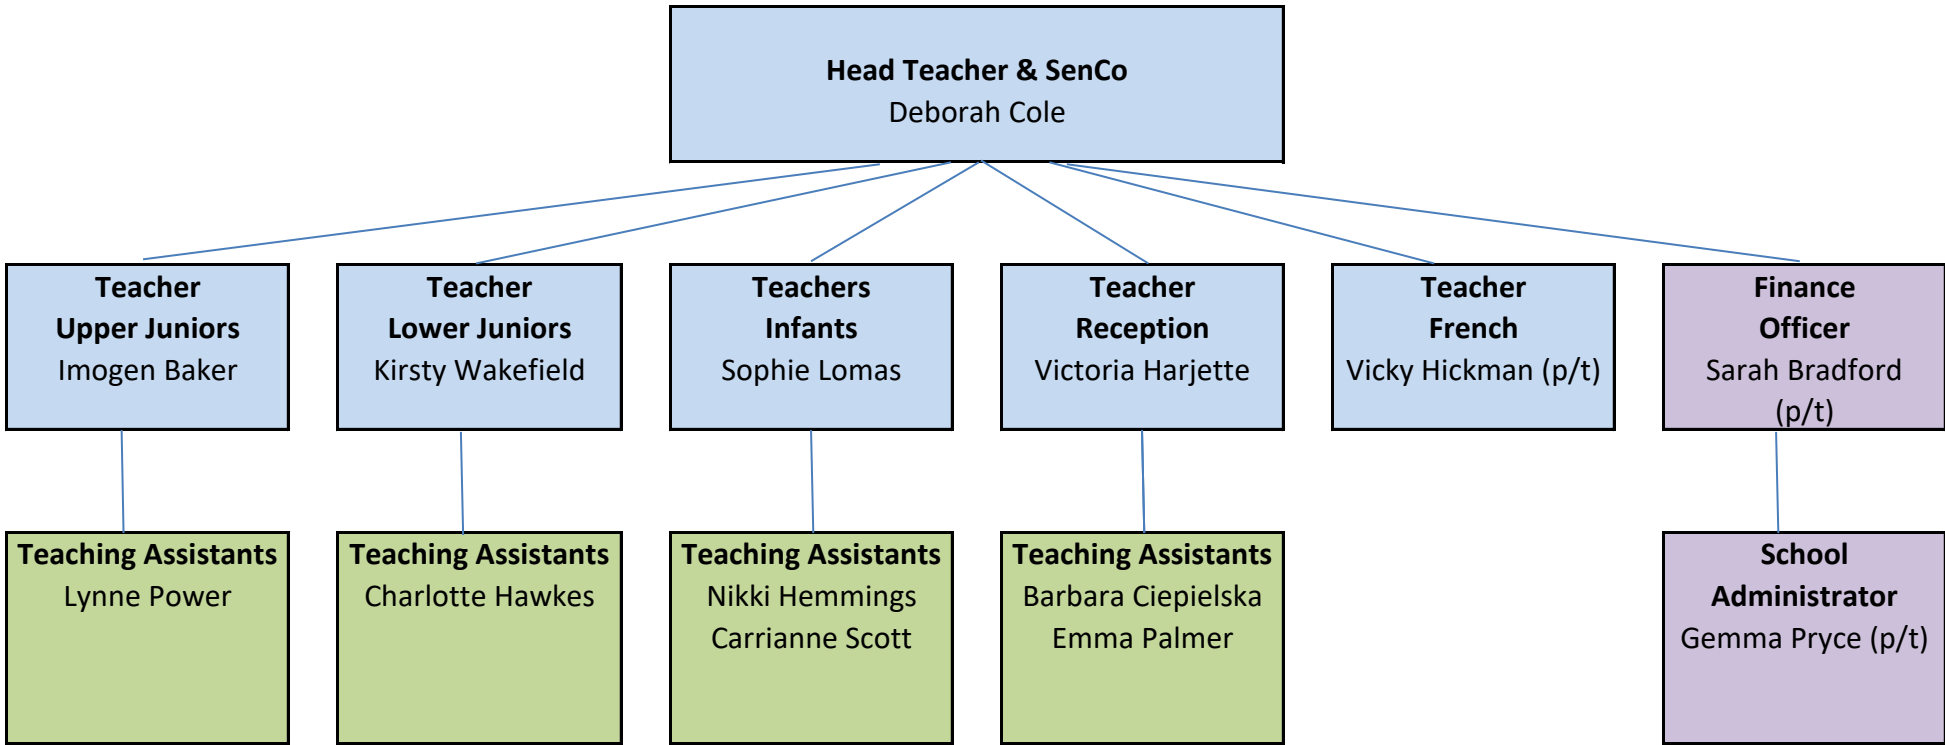 Head Teacher & SenCo
Deborah Cole
Teacher
Upper Juniors
Imogen Baker
Teacher
Lower Juniors
Kirsty Wakefield
Teachers
Infants
Sophie Lomas
Teacher
Reception
Victoria Harjette
Teacher
French
Vicky Hickman (p/t)
Finance
Officer
Sarah Bradford
(p/t)
Teaching Assistants
Lynne Power
Teaching Assistants
Charlotte Hawkes
Teaching Assistants
Nikki Hemmings
Carrianne Scott
Teaching Assistants
Barbara Ciepielska
Emma Palmer
School
Administrator
Gemma Pryce (p/t)